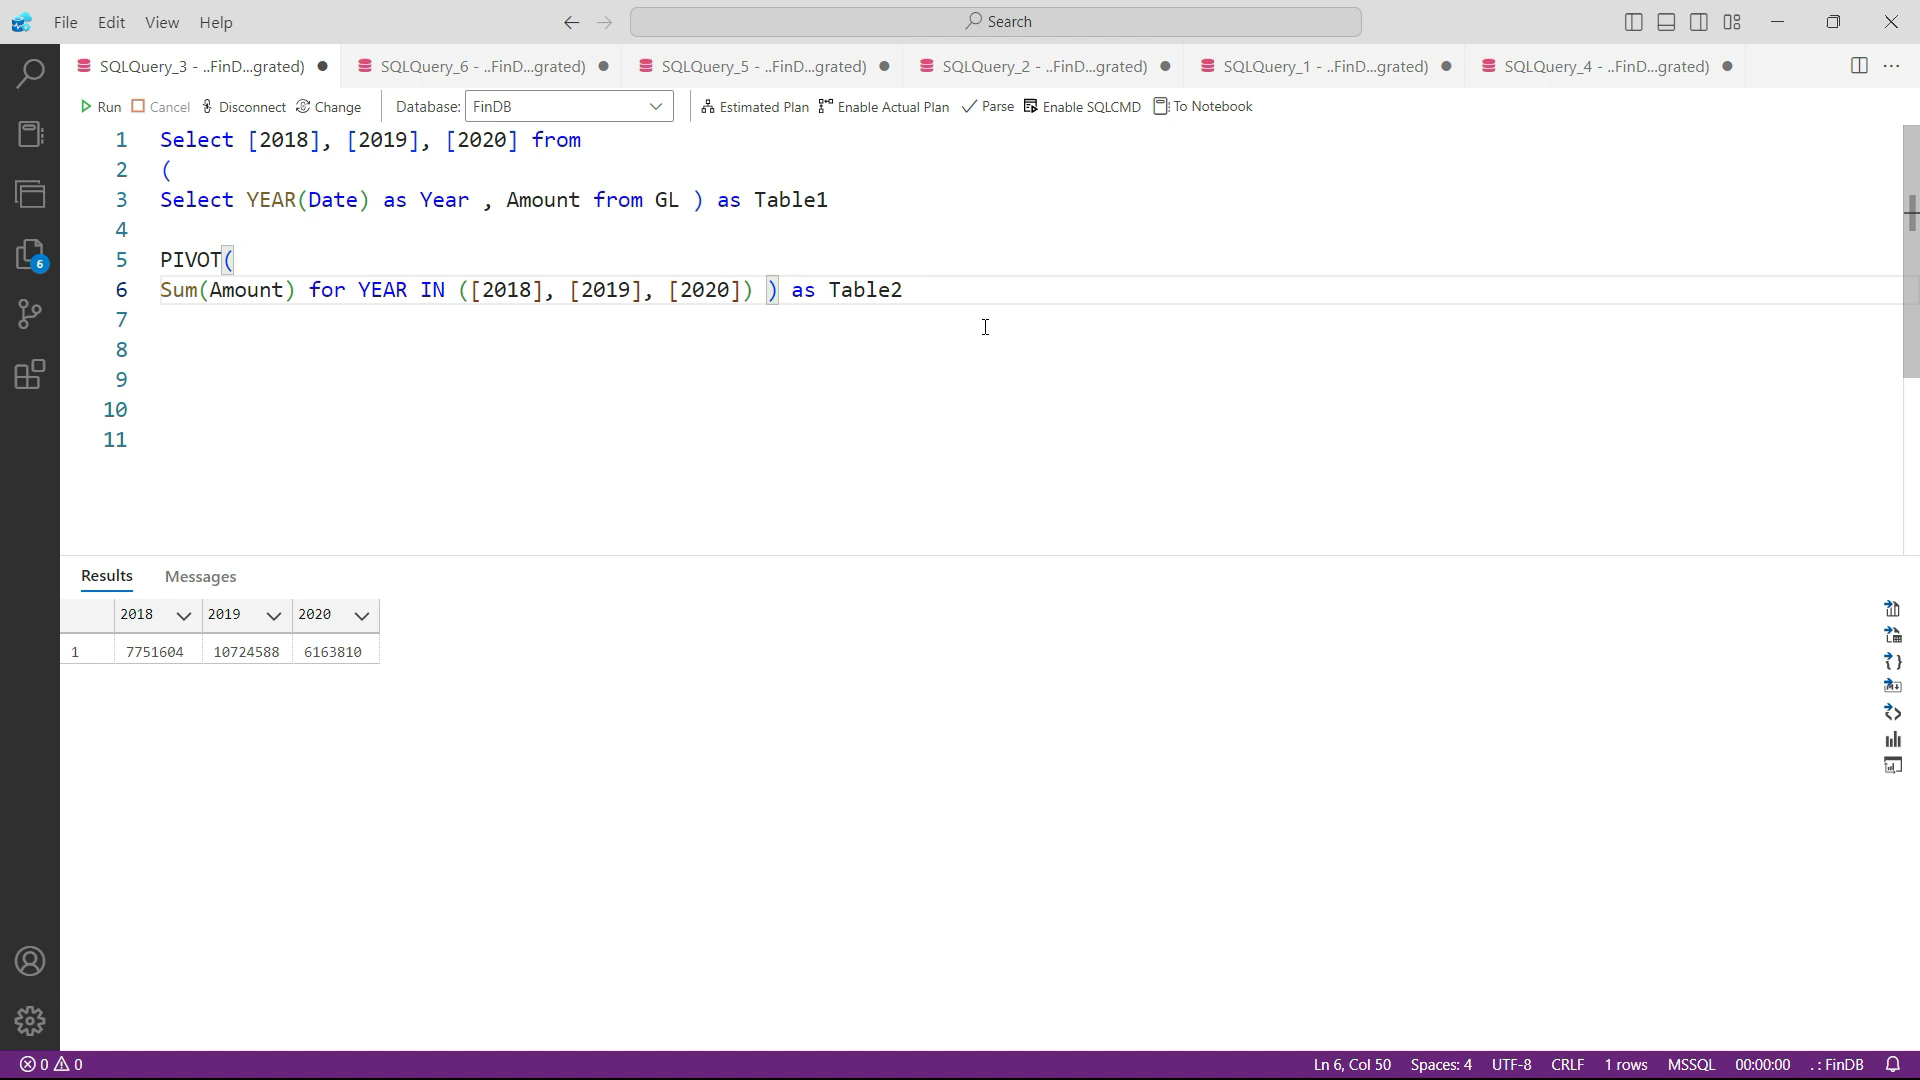 File Edit View Help Search
SQLQuery_3 - ..FinD...grated) SQLQuery_6 - ..FinD...grated) SQLQuery_5 - ..FinD...grated) SQLQuery_2 - ..FinD...grated) SQLQuery_1 - ..FinD...grated) SQLQuery_4 - ..FinD...grated)
Run Cancel Disconnect Change Database: FinDB Estimated Plan Enable Actual Plan Parse Enable SQLCMD To Notebook
1 Select [2018], [2019], [2020] from
2 (
3 Select YEAR(Date) as Year , Amount from GL ) as Table1
4
5 PIVOT(
6 Sum(Amount) for YEAR IN ([2018], [2019], [2020]) ) as Table2
7
8
9
10
11
6
Results Messages
2018 2019 2020
1 7751604 10724588 6163810
0 0 Ln 6, Col 50 Spaces: 4 UTF-8 CRLF 1 rows MSSQL 00:00:00 . : FinDB